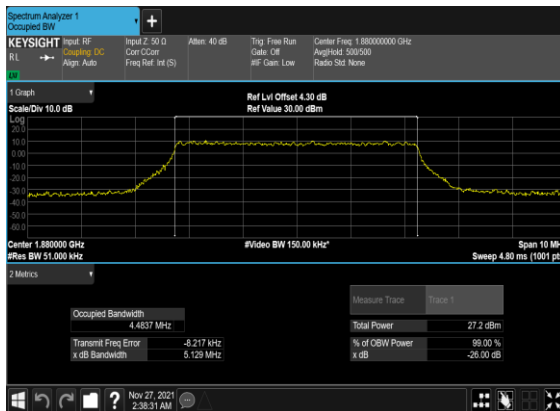 Spectrum Analyzer 1
Occupied BW
KEYSIGHT
RL
Input: RF
Coupling: DC
Align: Auto
Input Z: 50 Ω
Corr CCorr
Freq Ref: Int (S)
Atten: 40 dB
Trig: Free Run
Gate: Off
#IF Gain: Low
Center Freq: 1.880000000 GHz
Avg|Hold: 500/500
Radio Std: None
1 Graph
Scale/Div 10.0 dB
Ref Lvl Offset 4.30 dB
Ref Value 30.00 dBm
Log
20.0
10.0
0.00
-10.0
-20.0
-30.0
-40.0
-50.0
-60.0
Center 1.880000 GHz
#Res BW 51.000 kHz
#Video BW 150.00 kHz*
Span 10 MH
Sweep 4.80 ms (1001 pt
2 Metrics
Measure Trace
Trace 1
Occupied Bandwidth
4.4837 MHz
Total Power
27.2 dBm
Transmit Freq Error
-8.217 kHz
% of OBW Power
99.00 %
x dB Bandwidth
5.129 MHz
x dB
-26.00 dB
?
Nov 27, 2021
2:38:31 AM